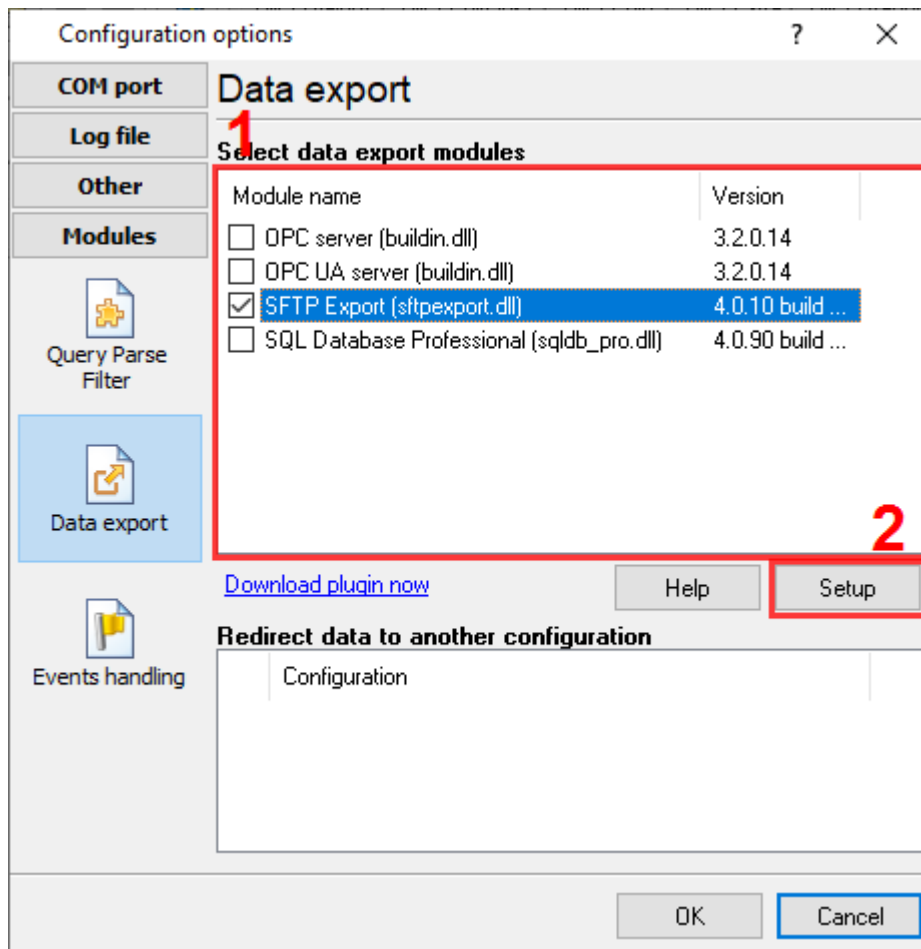 Configuration options
?
COM port
Log file
Other
Modules
Query Parse
Filter
Data export
Events handling
Data export
1
Select data export modules
Module name Version
OPC server (buildin.dll) 3.2.0.14
OPC UA server (buildin.dll) 3.2.0.14
SFTP Export (sftpexport.dll) 4.0.10 build ...
SQL Database Professional (sqldb_pro.dll) 4.0.90 build ...
2
Download plugin now Help Setup
Redirect data to another configuration
Configuration
OK Cancel